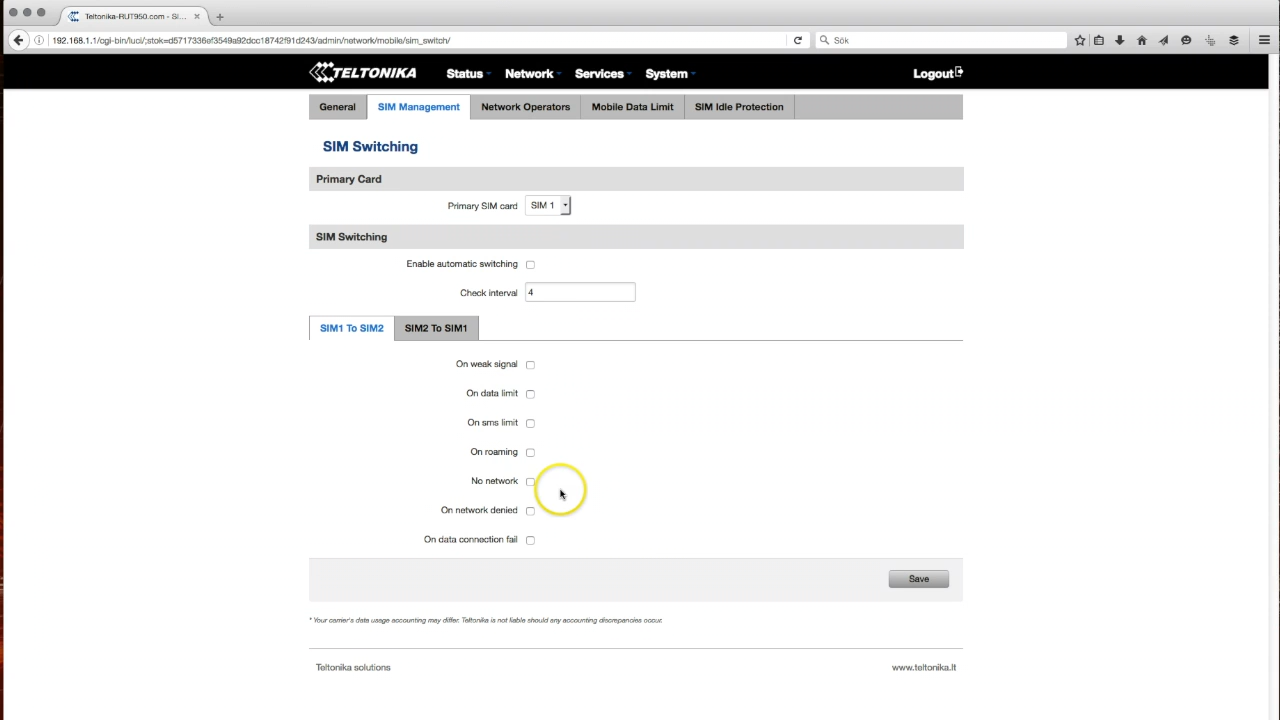 Teltonika-RUT950.com - SI...
192.168.1.1/cgi-bin/luci/;stok=d5717336ef3549a92dcc18742f91d243/admin/network/mobile/sim_switch/
Sök
TELTONIKA Status Network Services System Logout
General SIM Management Network Operators Mobile Data Limit SIM Idle Protection
SIM Switching
Primary Card
Primary SIM card SIM 1
SIM Switching
Enable automatic switching
Check interval 4
SIM1 To SIM2 SIM2 To SIM1
On weak signal
On data limit
On sms limit
On roaming
No network
On network denied
On data connection fail
Save
* Your carrier's data usage accounting may differ. Teltonika is not liable should any accounting discrepancies occur.
Teltonika solutions www.teltonika.lt